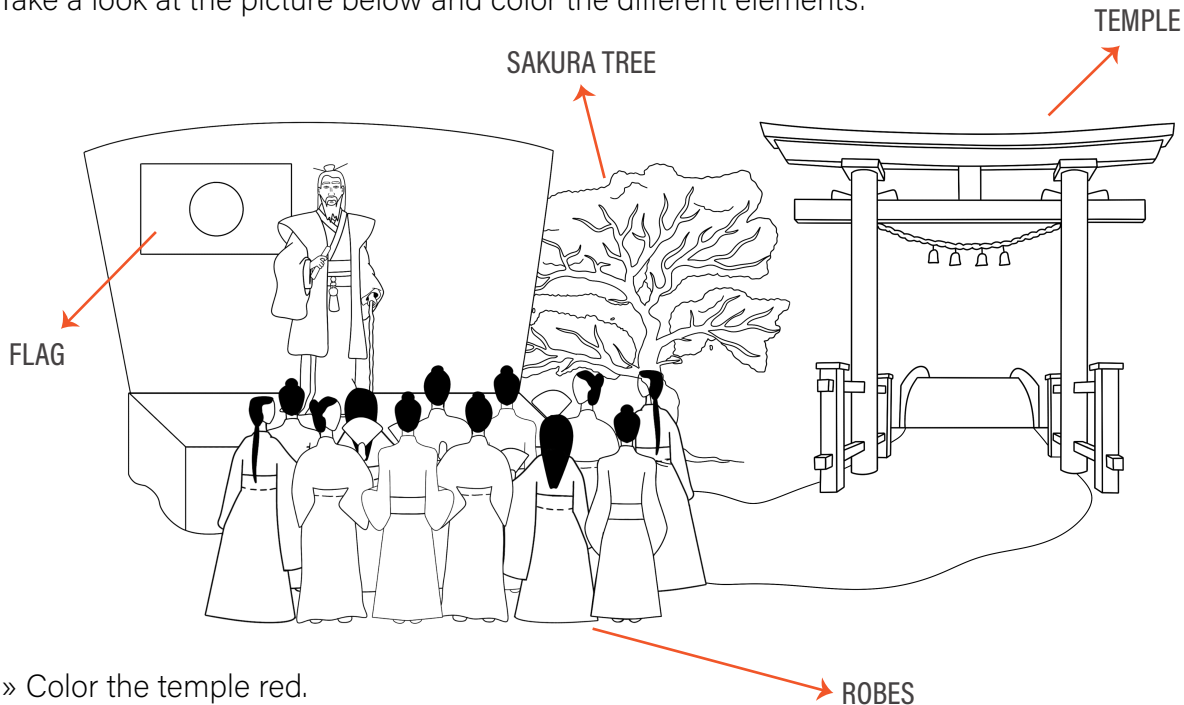 Take a look at the picture below and color the different elements.
TEMPLE
SAKURA TREE
FLAG
» Color the temple red.
ROBES